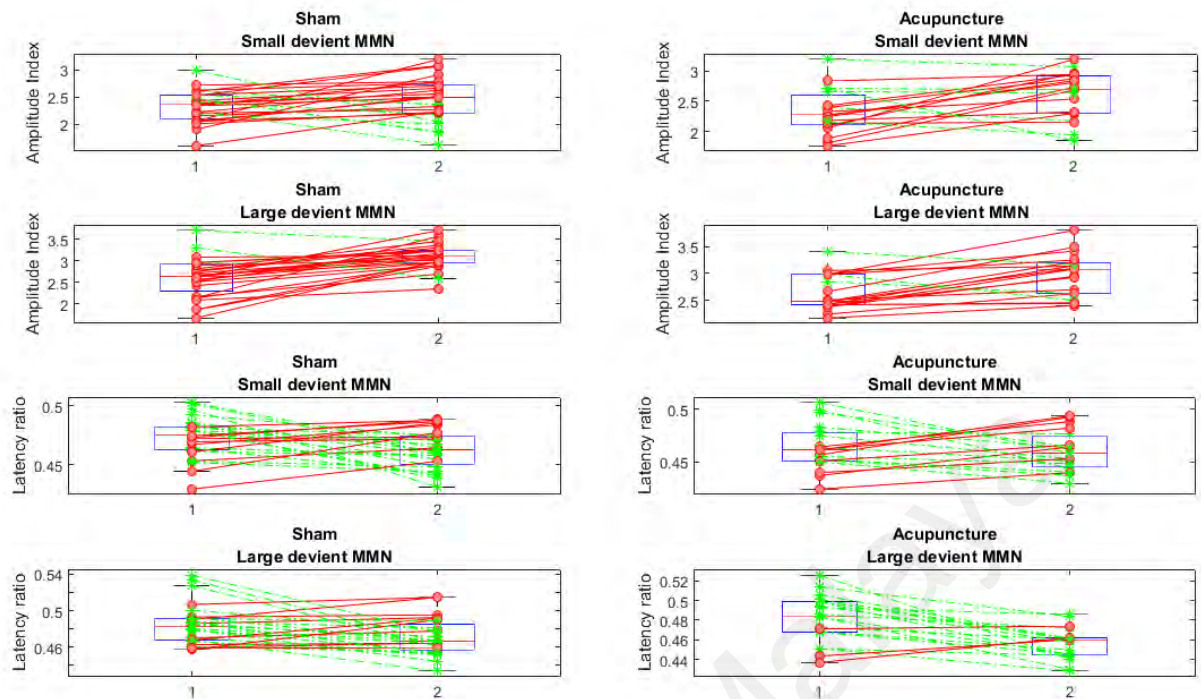 Sham
Small devient MMN
Amplitude Index
3
2.5
2
1
2
Acupuncture
Small devient MMN
Amplitude Index
3
2.5
2
1
2
Sham
Large devient MMN
Amplitude Index
3.5
3
2.5
2
1
2
Acupuncture
Large devient MMN
Amplitude Index
3.5
3
2.5
1
2
Sham
Small devient MMN
Latency ratio
0.5
0.45
1
2
Acupuncture
Small devient MMN
Latency ratio
0.5
0.45
1
2
Sham
Large devient MMN
Latency ratio
0.54
0.5
0.46
1
2
Acupuncture
Large devient MMN
Latency ratio
0.52
0.5
0.48
0.46
0.44
1
2
Malaya